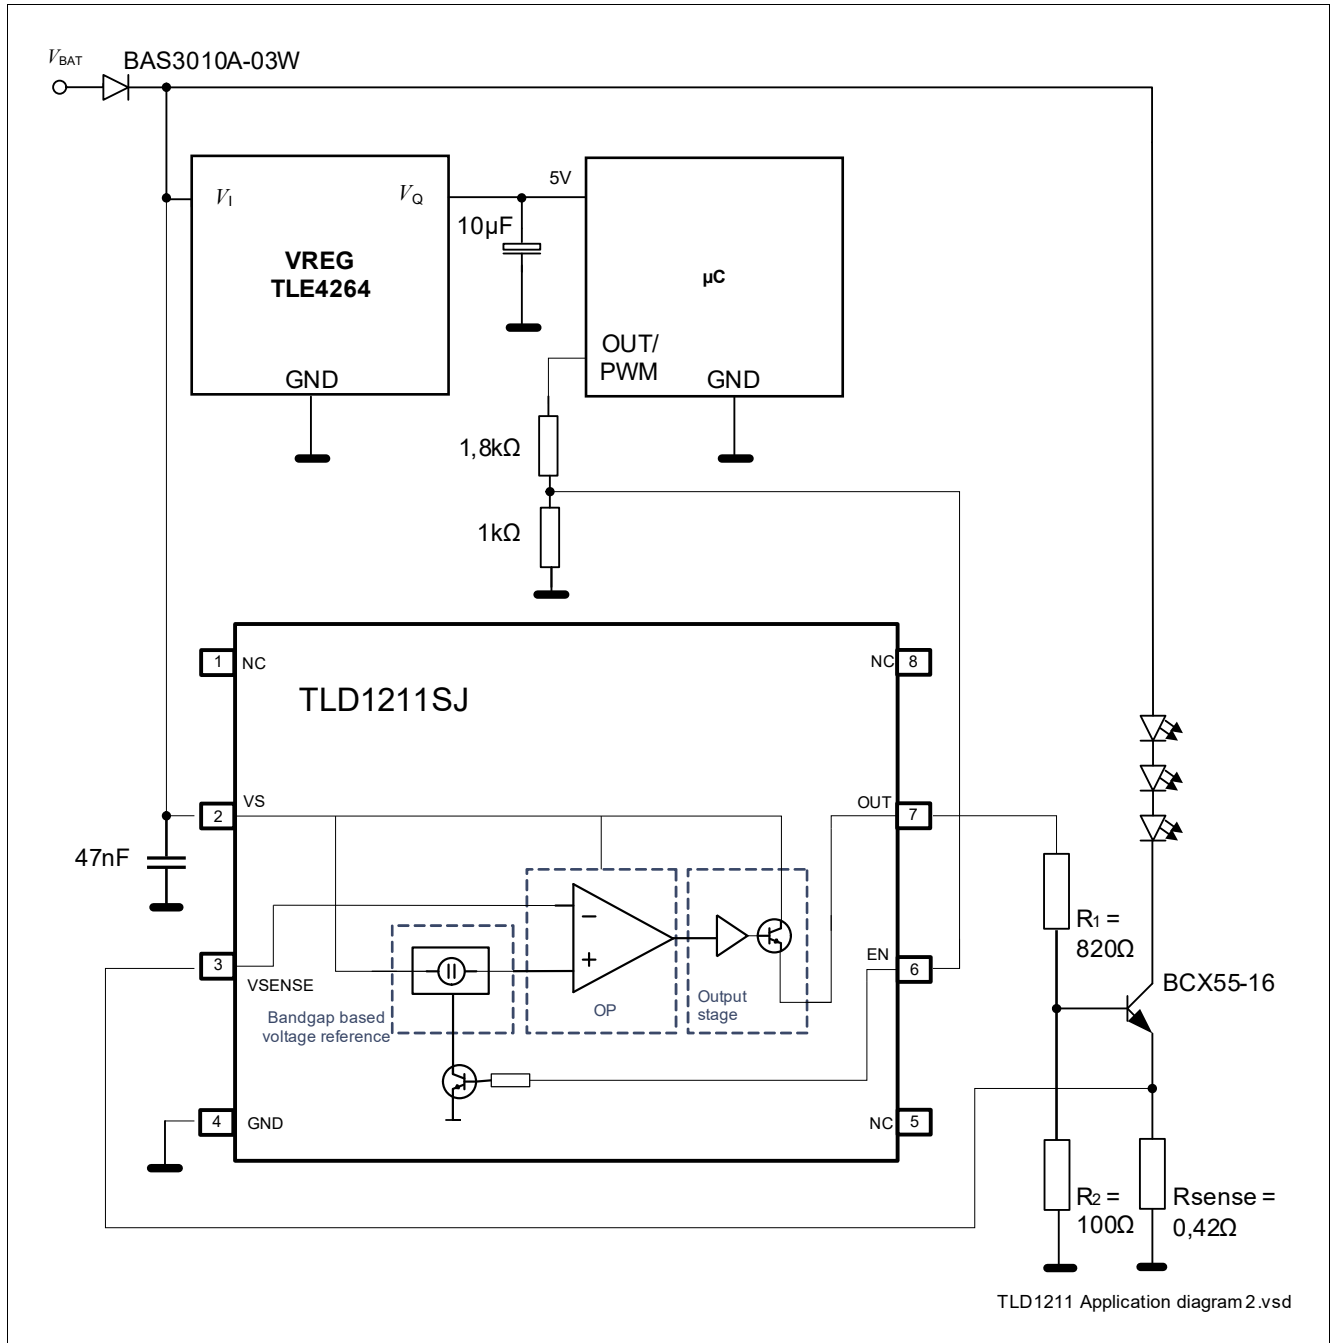 VBAT
BAS3010A-03W
VI
VQ
VREG
TLE4264
GND
10µF
5V
µC
OUT/
PWM
GND
1,8kΩ
1kΩ
TLD1211SJ
1
NC
NC
8
2
VS
OUT
7
47nF
3
VSENSE
EN
6
Bandgap based
voltage reference
−
+
OP
Output
stage
4
GND
NC
5
R1 =
820Ω
BCX55-16
R2 =
100Ω
Rsense =
0,42Ω
TLD1211 Application diagram2.vsd